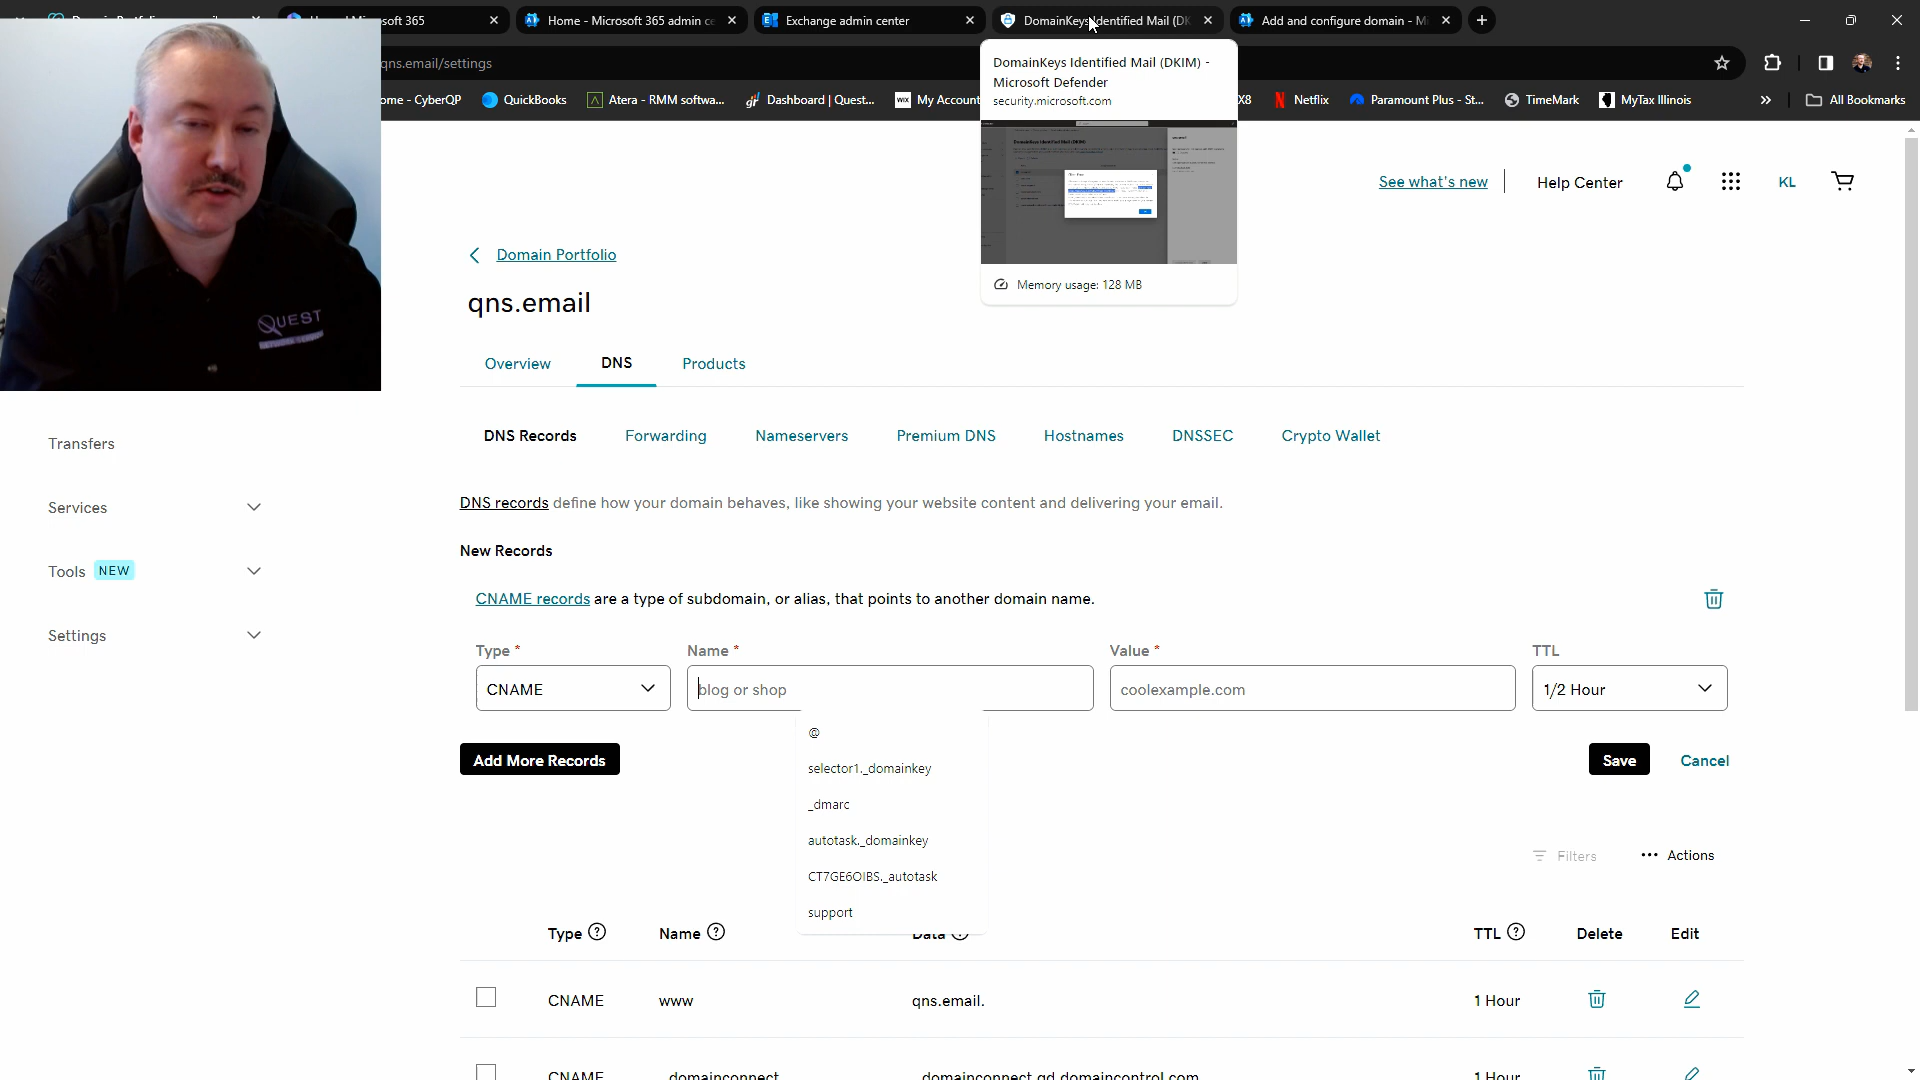 soft 365
Home - Microsoft 365 admin ce
Exchange admin center
DomainKeys Identified Mail (DK
Add and configure domain - Mi
qns.email/settings
DomainKeys Identified Mail (DKIM) -
Microsoft Defender
security.microsoft.com
Memory usage: 128 MB
ome - CyberQP
QuickBooks
Atera - RMM softwa...
Dashboard | Quest...
My Account
X8
Netflix
Paramount Plus - St...
TimeMark
MyTax Illinois
All Bookmarks
See what's new
Help Center
KL
QUEST
Domain Portfolio
qns.email
Overview
DNS
Products
DNS Records
Forwarding
Nameservers
Premium DNS
Hostnames
DNSSEC
Crypto Wallet
Transfers
Services
Tools NEW
Settings
DNS records define how your domain behaves, like showing your website content and delivering your email.
New Records
CNAME records are a type of subdomain, or alias, that points to another domain name.
Type *
Name *
Value *
TTL
CNAME
blog or shop
coolexample.com
1/2 Hour
@
selector1._domainkey
_dmarc
autotask._domainkey
CT7GE6OIBS._autotask
support
Add More Records
Save
Cancel
Filters
Actions
Type
Name
Data
TTL
Delete
Edit
CNAME
www
qns.email.
1 Hour
CNAME
_domainconnect
_domainconnect.gd.domaincontrol.com.
1 Hour